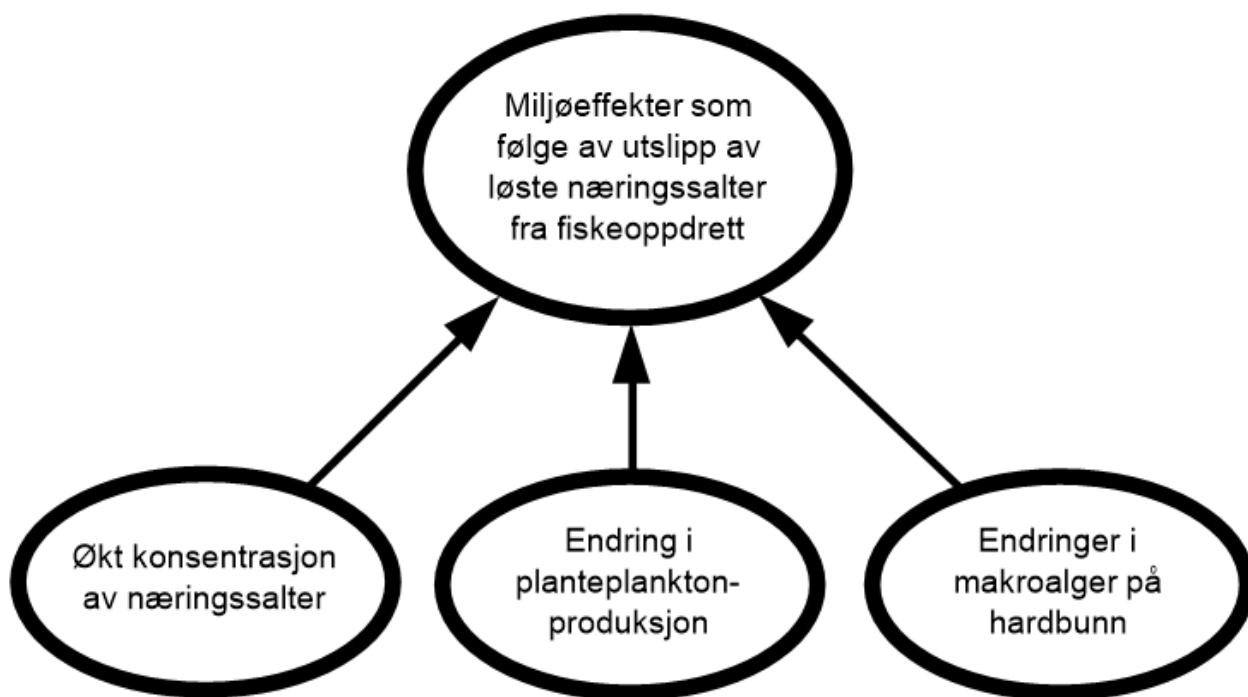 Miljøeffekter som
følge av utslipp av
løste næringssalter
fra fiskeoppdrett
Økt konsentrasjon
av næringssalter
Endring i
planteplankton-
produksjon
Endringer i
makroalger på
hardbunn